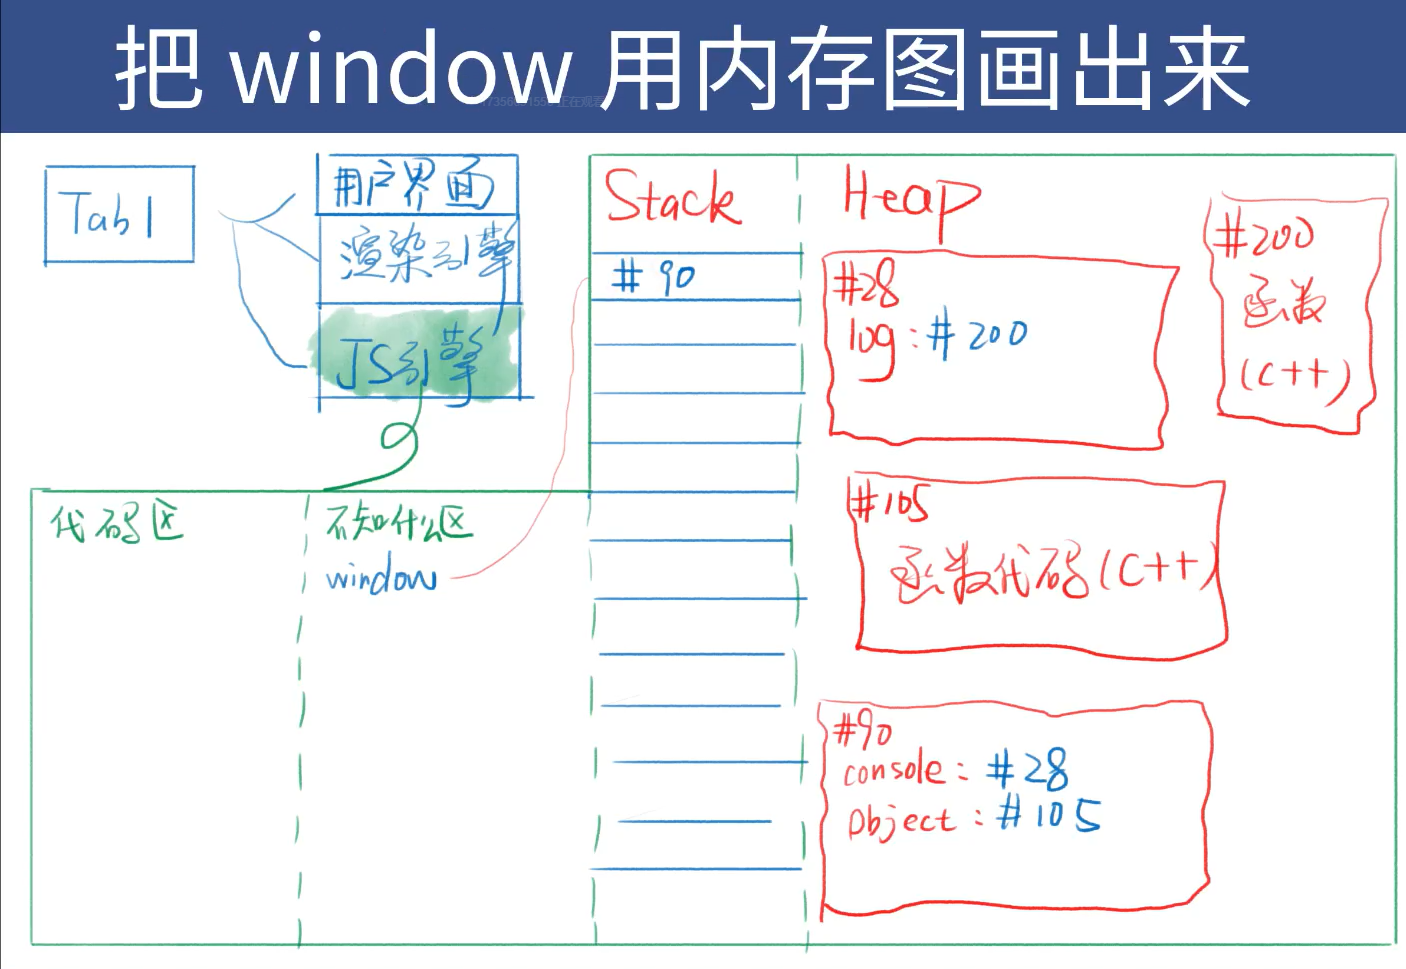 把 window 用内存图画出来
Tab1
用户界面
渲染引擎
JS引擎
代码区
不知什么区
window
Stack
#90
Heap
#28
log:#200
#200
函数
(C++)
#105
函数代码(C++)
#90
console:#28
Object:#105